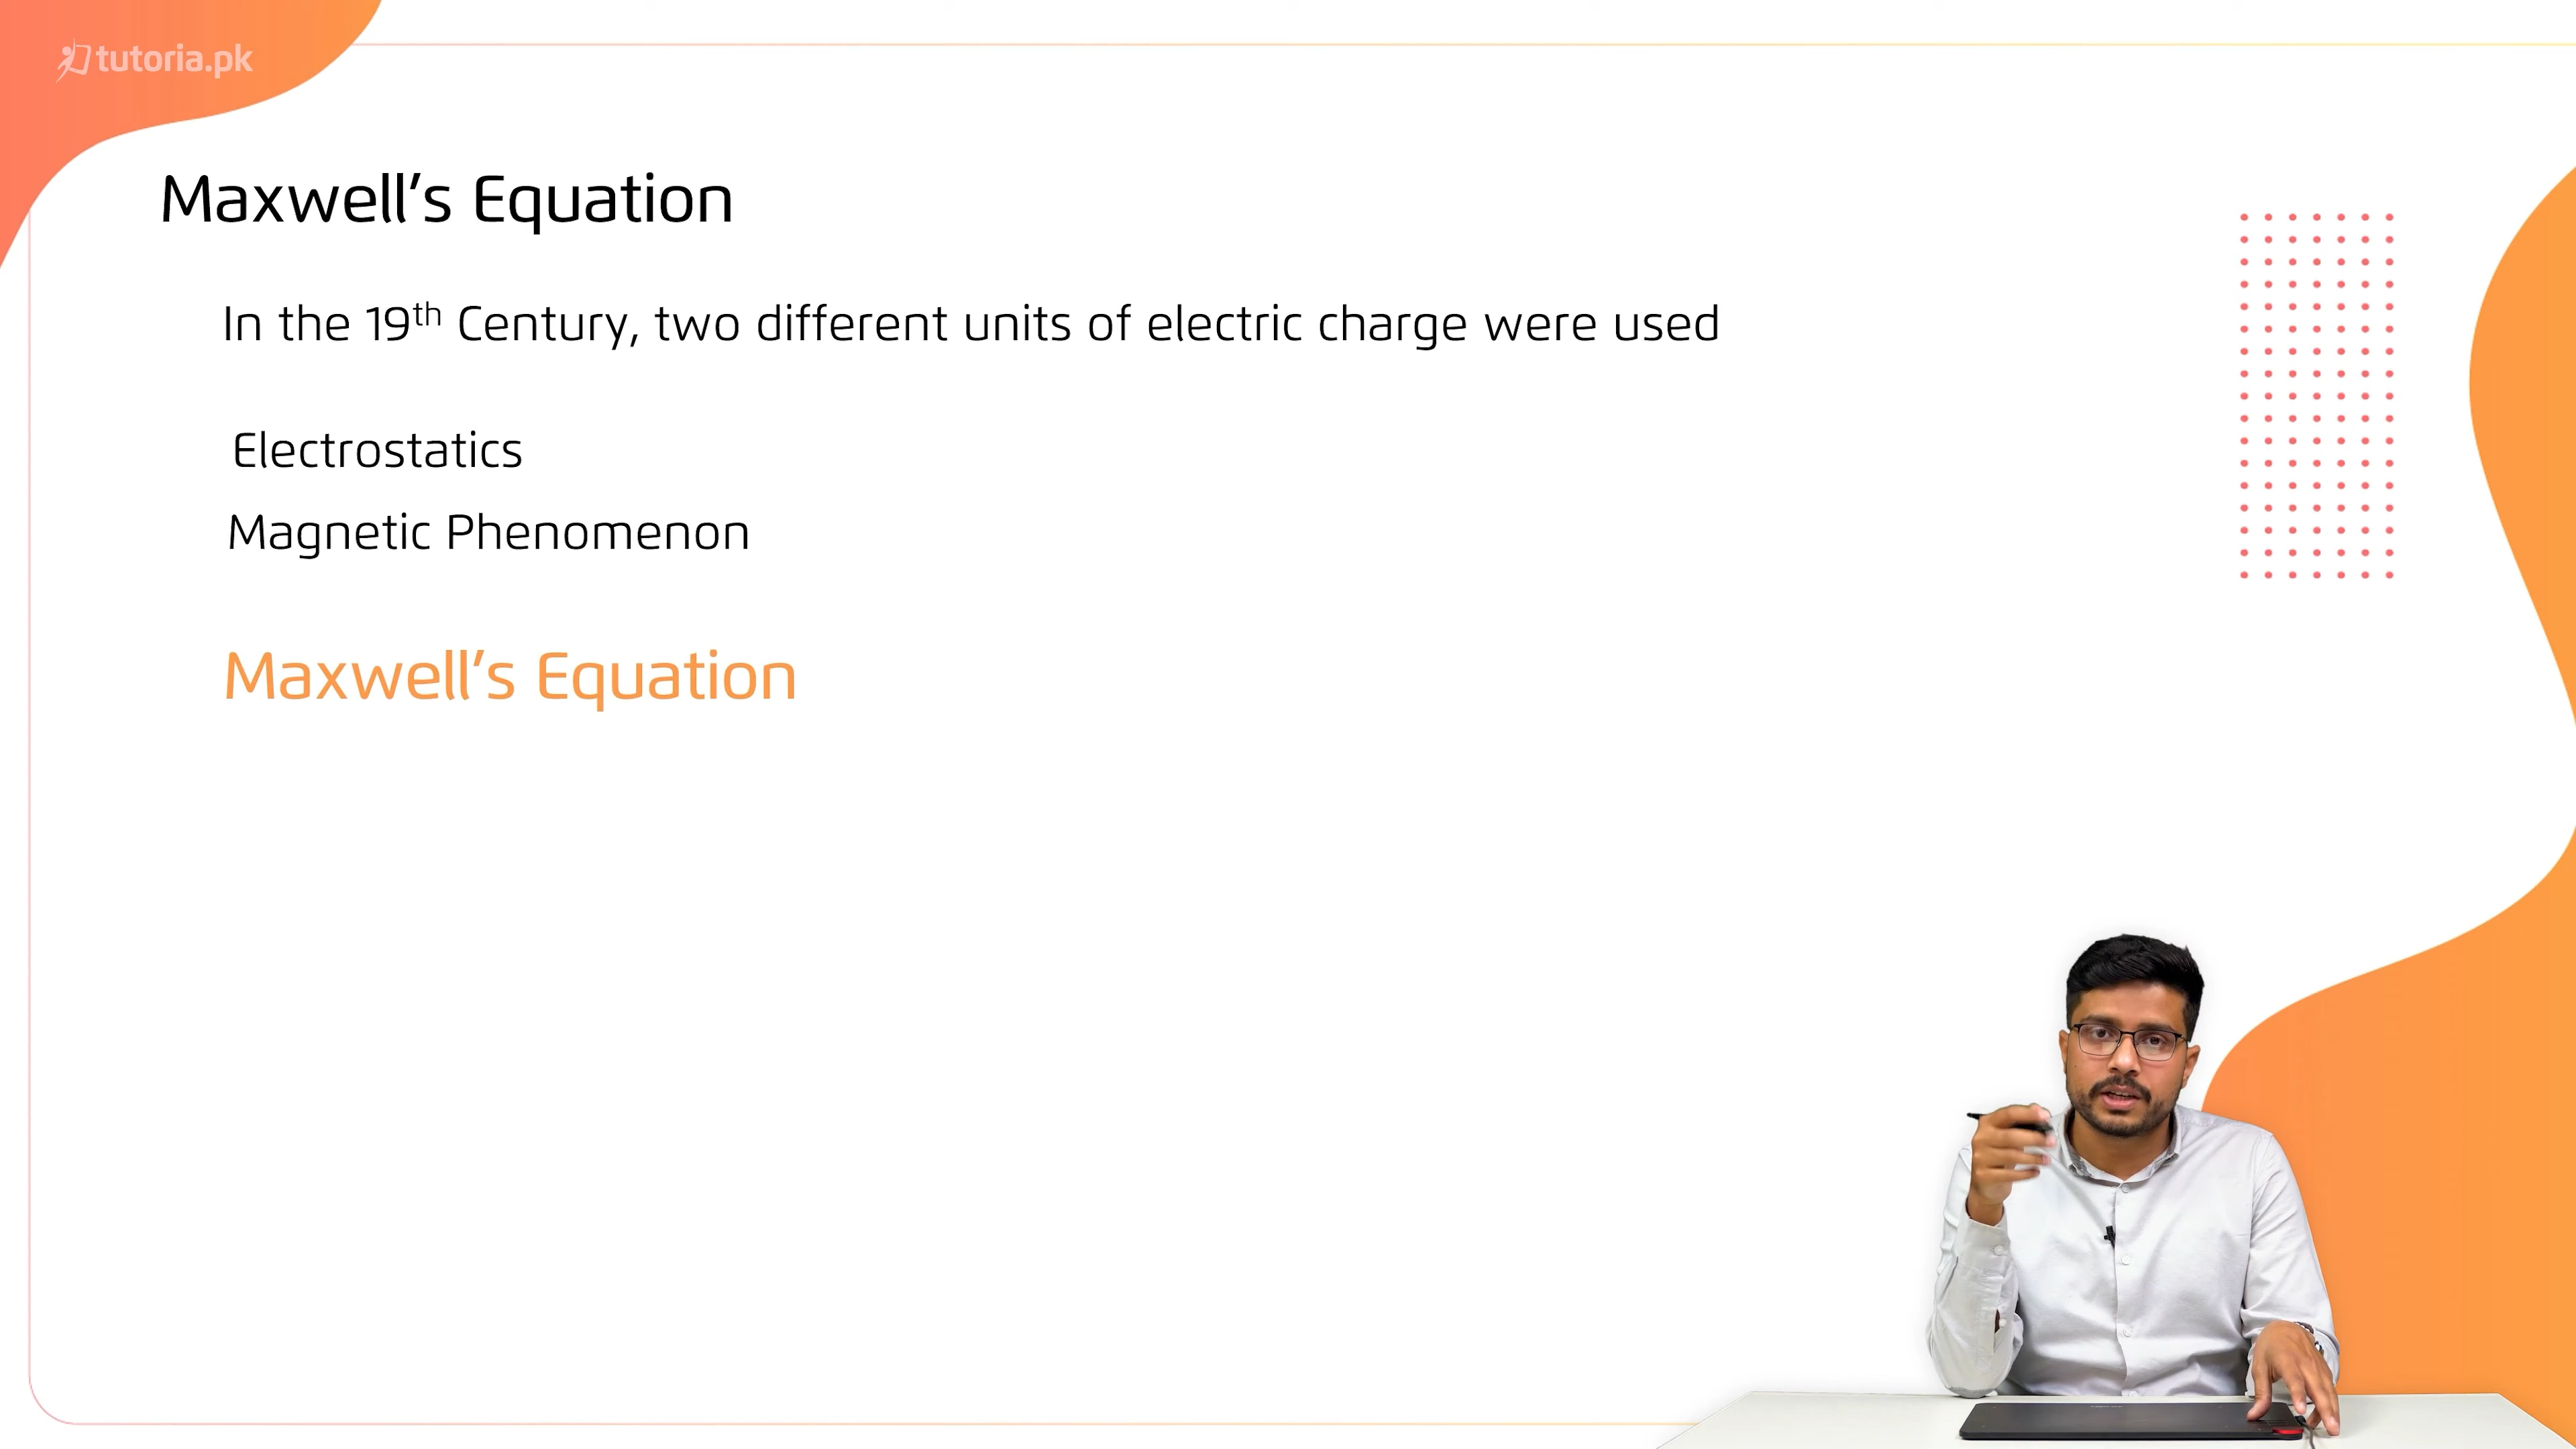 tutoria.pk
Maxwell’s Equation
In the 19th Century, two different units of electric charge were used
Electrostatics
Magnetic Phenomenon
Maxwell’s Equation